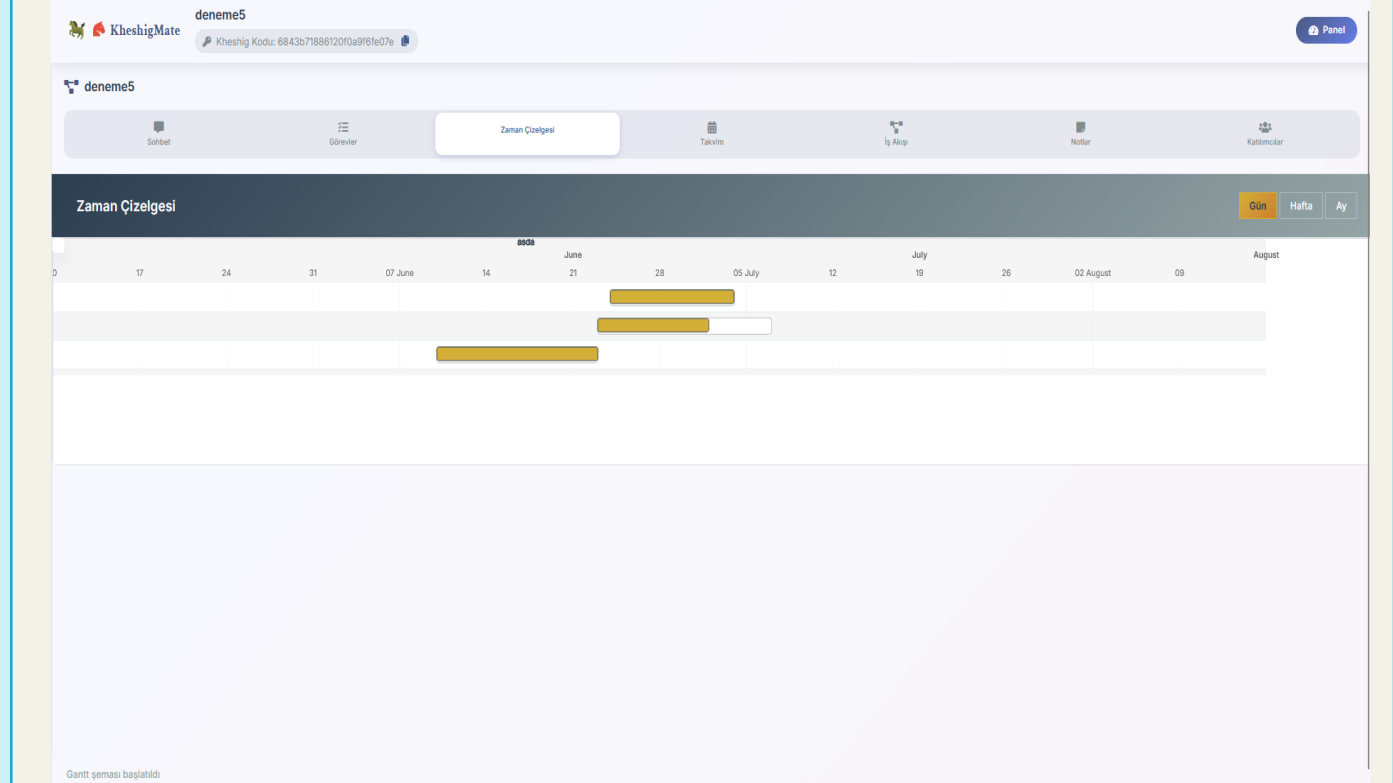 deneme5
KheshigMate
Kheshig Kodu: 6843b71886120f0a9f6fe07e
Panel
deneme5
Sohbet
Görevler
Zaman Çizelgesi
Takvim
İş Akışı
Notlar
Katılımcılar
Zaman Çizelgesi
Gün Hafta Ay
asda
June July August
0 17 24 31 07 June 14 21 28 05 July 12 19 26 02 August 09
Gantt şeması başlatıldı